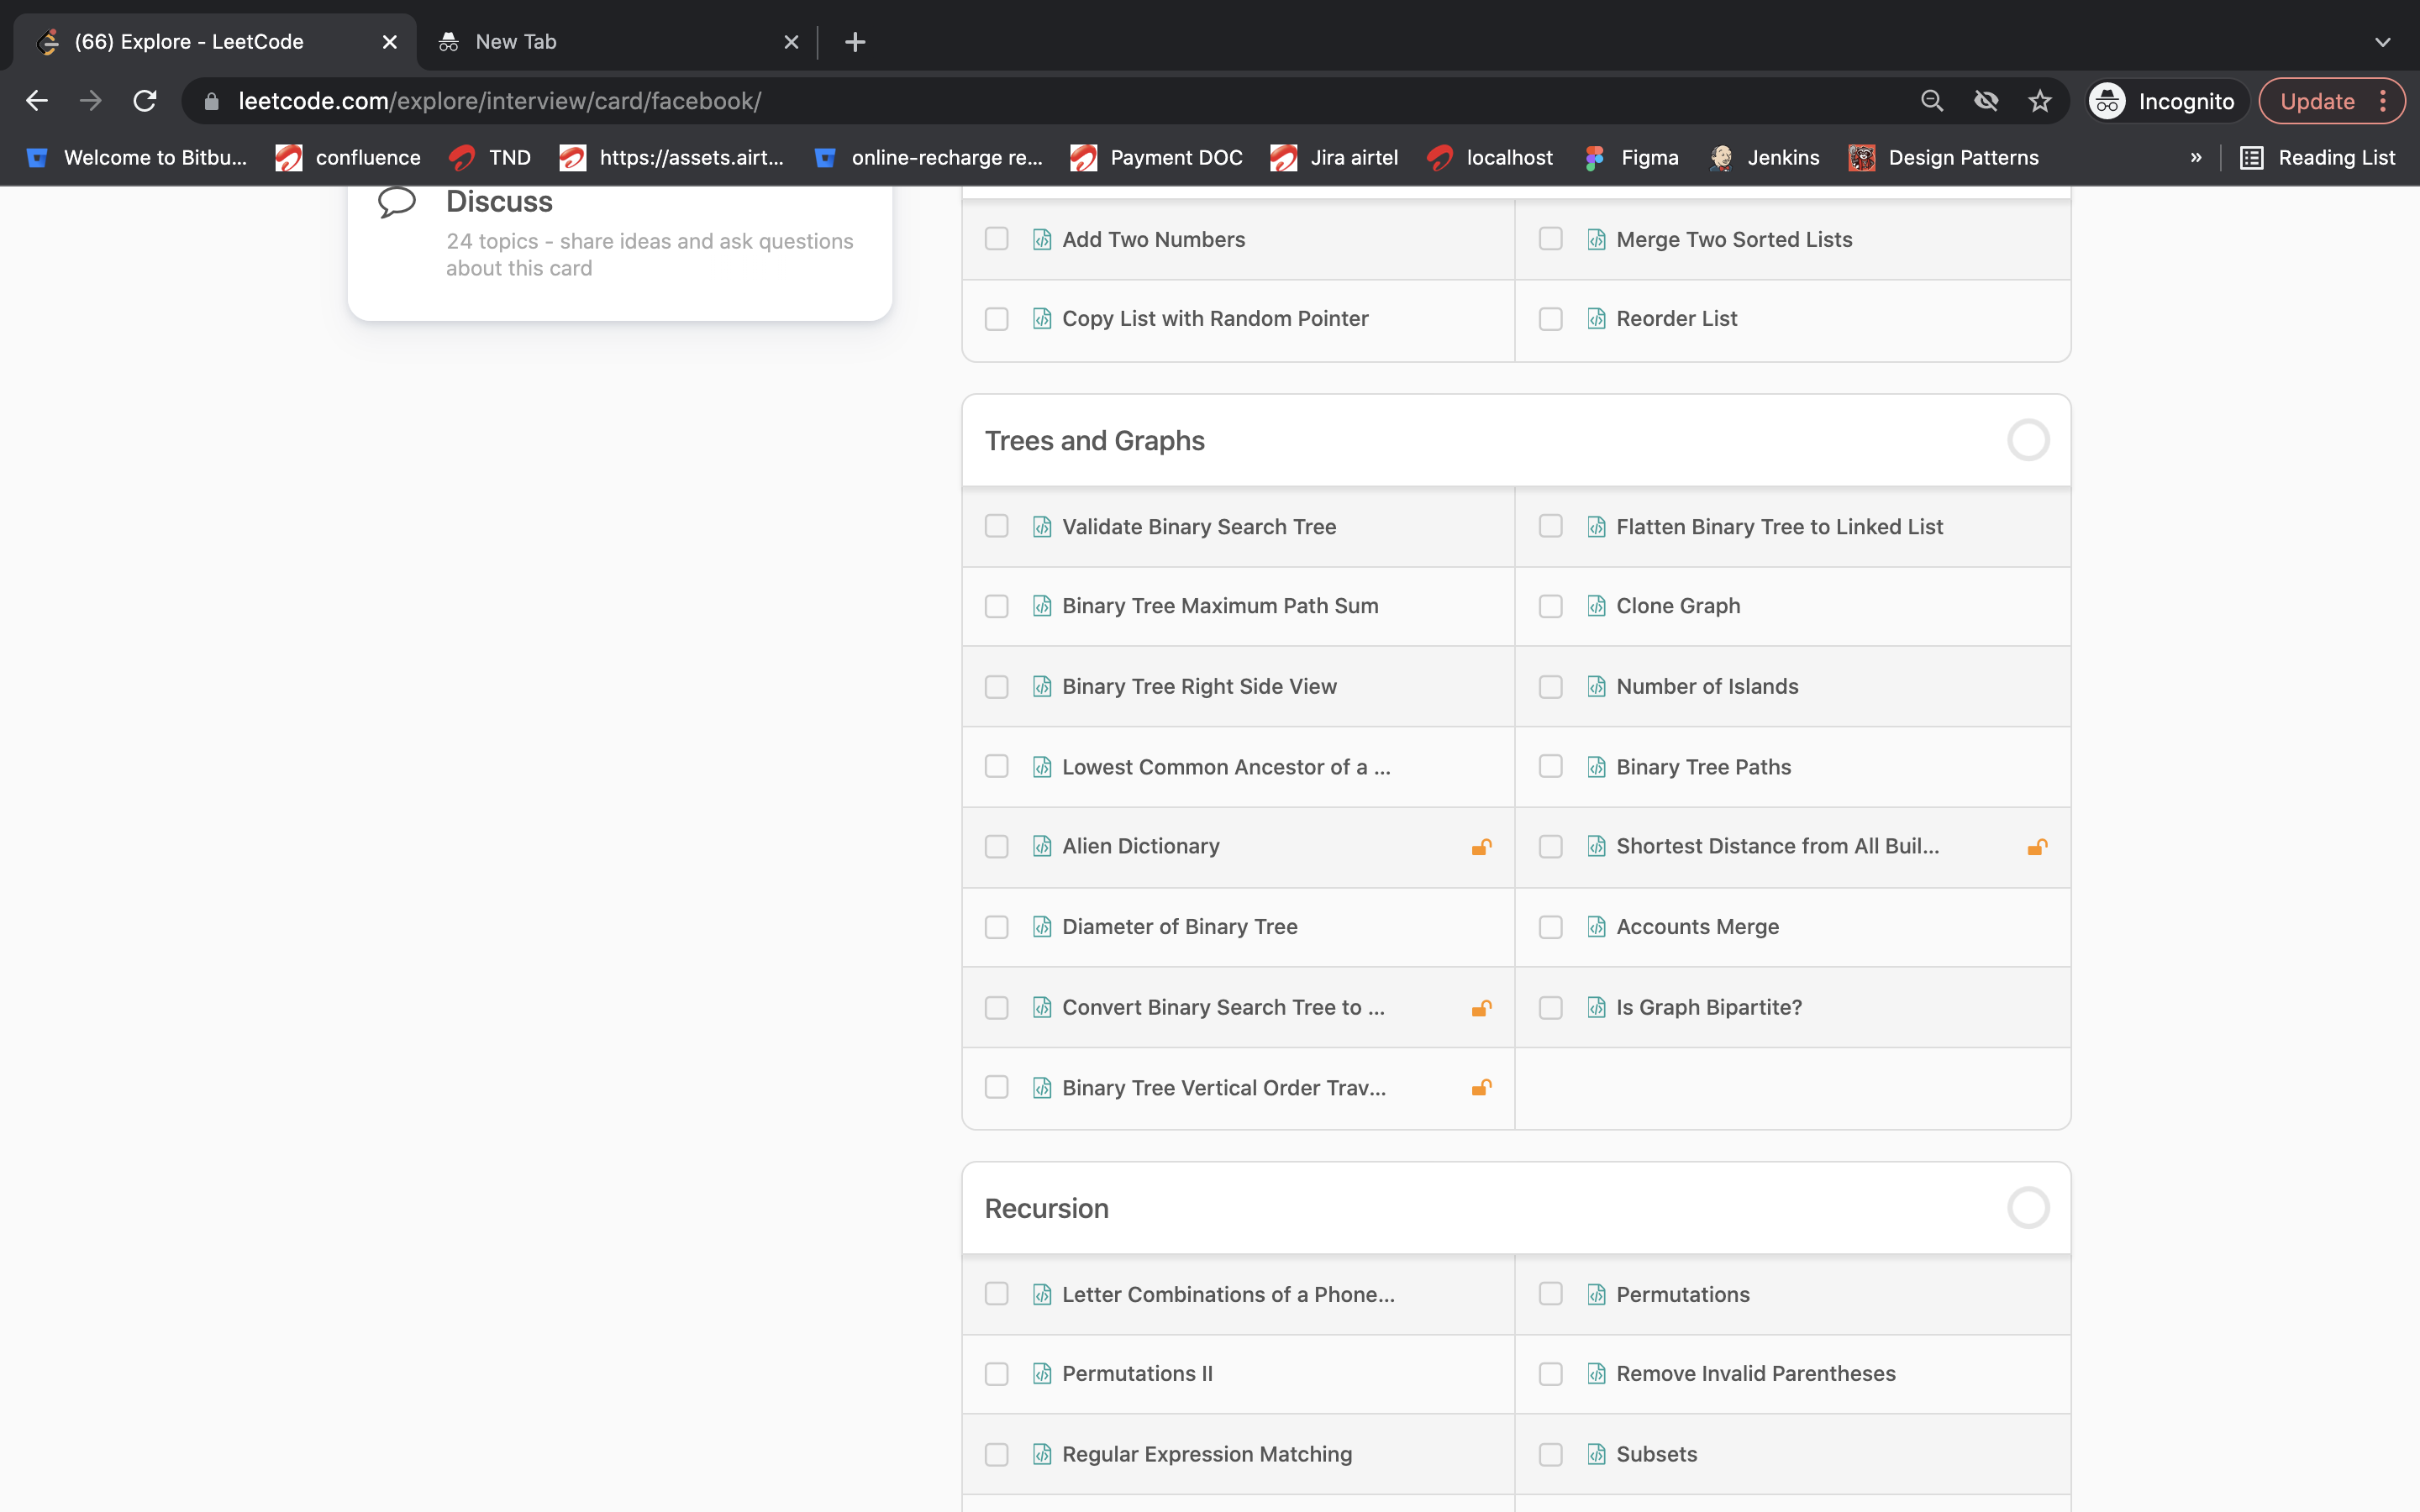 (66) Explore - LeetCode
New Tab
leetcode.com/explore/interview/card/facebook/
Incognito
Update
Welcome to Bitbu...
confluence
TND
https://assets.airt...
online-recharge re...
Payment DOC
Jira airtel
localhost
Figma
Jenkins
Design Patterns
»
Reading List
Discuss
24 topics - share ideas and ask questions
about this card
Add Two Numbers
Merge Two Sorted Lists
Copy List with Random Pointer
Reorder List
Trees and Graphs
Validate Binary Search Tree
Flatten Binary Tree to Linked List
Binary Tree Maximum Path Sum
Clone Graph
Binary Tree Right Side View
Number of Islands
Lowest Common Ancestor of a ...
Binary Tree Paths
Alien Dictionary
Shortest Distance from All Buil...
Diameter of Binary Tree
Accounts Merge
Convert Binary Search Tree to ...
Is Graph Bipartite?
Binary Tree Vertical Order Trav...
Recursion
Letter Combinations of a Phone...
Permutations
Permutations II
Remove Invalid Parentheses
Regular Expression Matching
Subsets